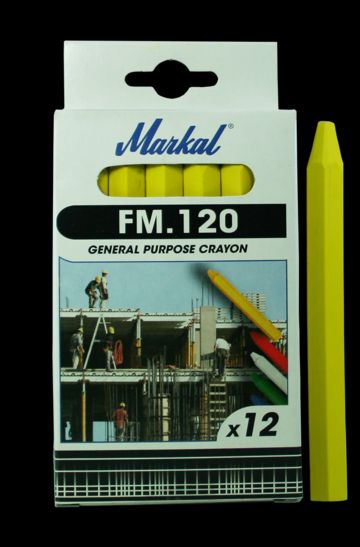 Markal®
FM.120
GENERAL PURPOSE CRAYON
x12